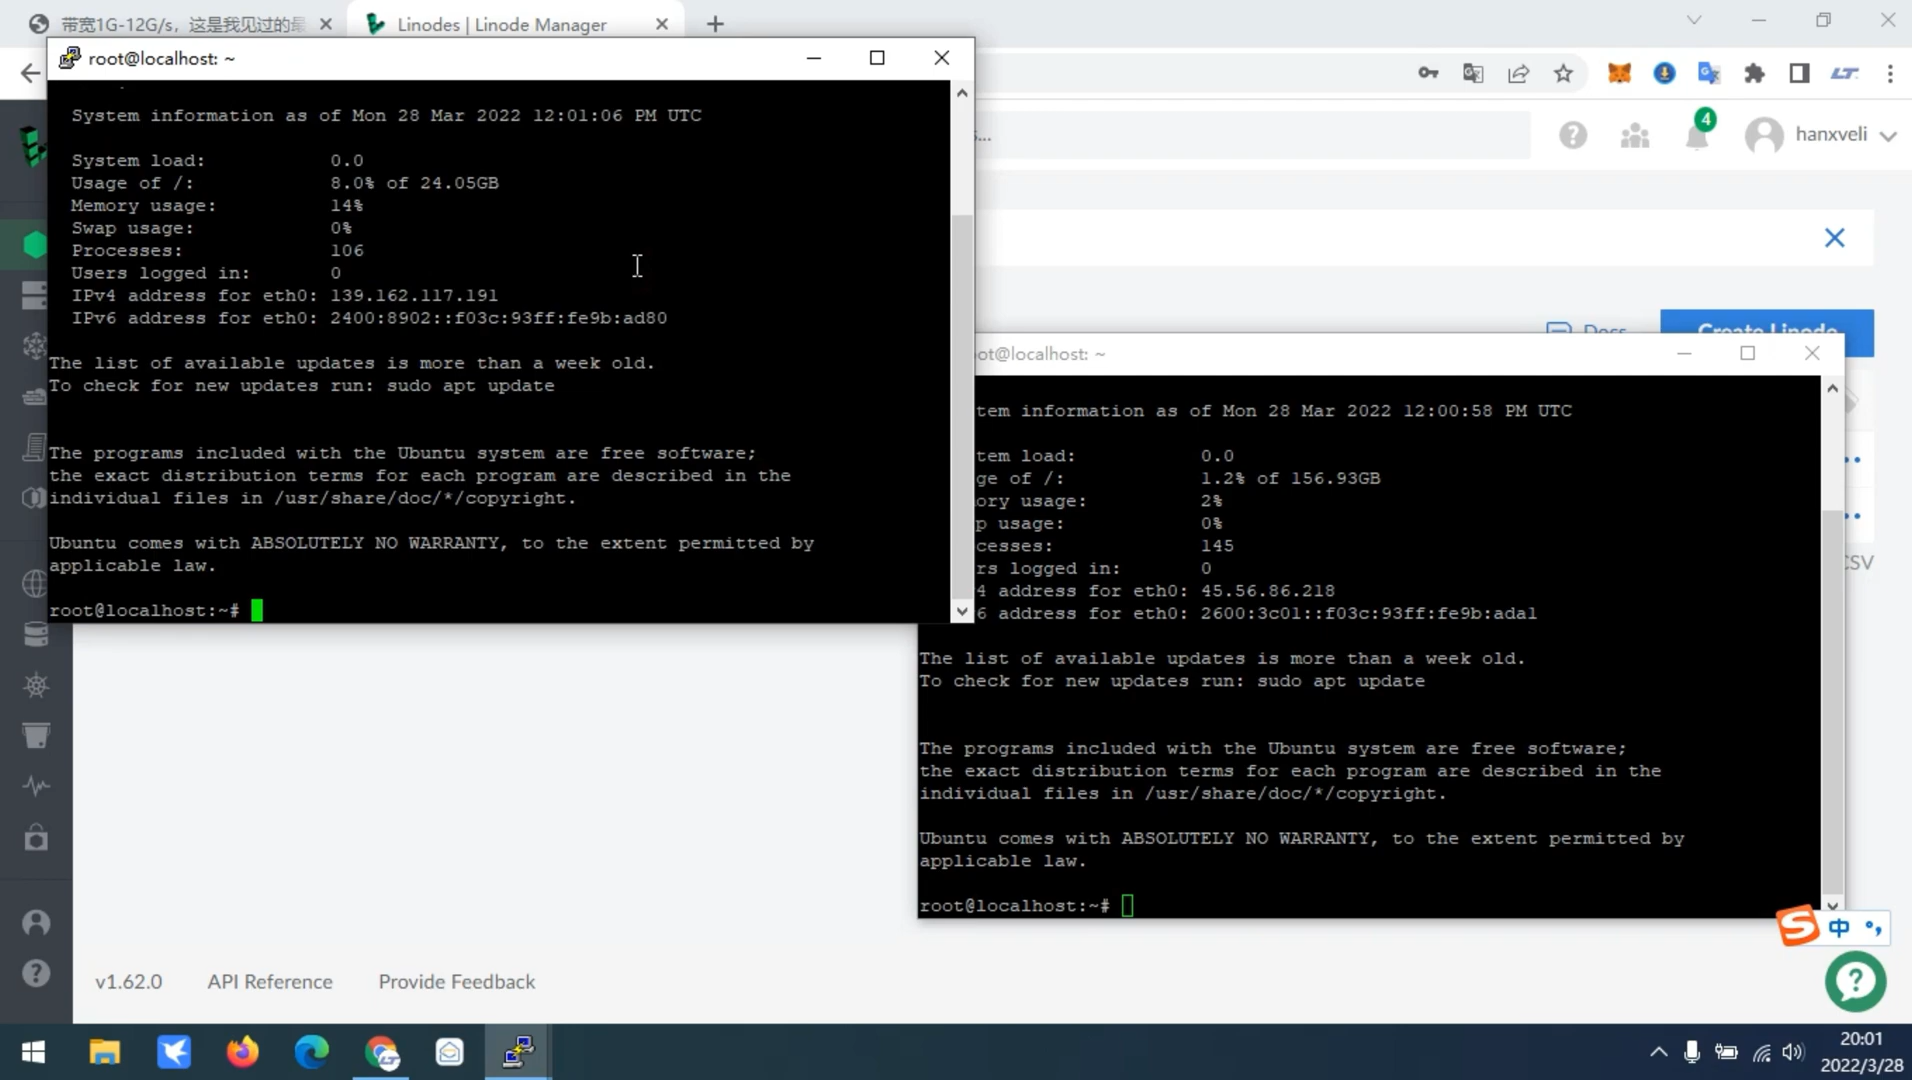 带宽1G-12G/s，这是我见过的最
Linodes | Linode Manager
root@localhost: ~
System information as of Mon 28 Mar 2022 12:01:06 PM UTC
System load: 0.0
Usage of /: 8.0% of 24.05GB
Memory usage: 14%
Swap usage: 0%
Processes: 106
Users logged in: 0
IPv4 address for eth0: 139.162.117.191
IPv6 address for eth0: 2400:8902::f03c:93ff:fe9b:ad80
The list of available updates is more than a week old.
To check for new updates run: sudo apt update
The programs included with the Ubuntu system are free software;
the exact distribution terms for each program are described in the
individual files in /usr/share/doc/*/copyright.
Ubuntu comes with ABSOLUTELY NO WARRANTY, to the extent permitted by
applicable law.
root@localhost:~#
s...
4
hanxveli
Docs
Create Linode
ot@localhost: ~
tem information as of Mon 28 Mar 2022 12:00:58 PM UTC
tem load: 0.0
ge of /: 1.2% of 156.93GB
ory usage: 2%
p usage: 0%
cesses: 145
rs logged in: 0
4 address for eth0: 45.56.86.218
6 address for eth0: 2600:3c01::f03c:93ff:fe9b:ada1
The list of available updates is more than a week old.
To check for new updates run: sudo apt update
The programs included with the Ubuntu system are free software;
the exact distribution terms for each program are described in the
individual files in /usr/share/doc/*/copyright.
Ubuntu comes with ABSOLUTELY NO WARRANTY, to the extent permitted by
applicable law.
root@localhost:~#
CSV
中 °,
v1.62.0
API Reference
Provide Feedback
20:01
2022/3/28